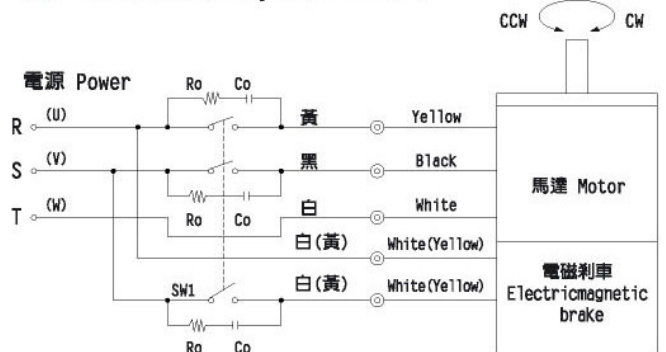 CCW CW
電源 Power
Ro Co
R (U) 黃 Yellow
S (V) 黑 Black
馬達 Motor
T (W) 白 White
Ro Co
白(黃) White(Yellow)
電磁剎車
SW1 白(黃) White(Yellow)
Electricmagnetic
brake
Ro Co